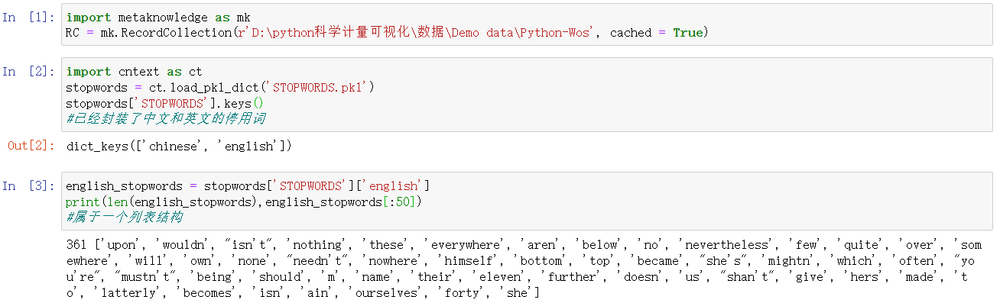 In [1]: import metaknowledge as mk
RC = mk.RecordCollection(r'D:\python科学计量可视化\数据\Demo data\Python-Wos', cached = True)
In [2]: import cntext as ct
stopwords = ct.load_pkl_dict('STOPWORDS.pkl')
stopwords['STOPWORDS'].keys()
#已经封装了中文和英文的停用词
Out[2]: dict_keys(['chinese', 'english'])
In [3]: english_stopwords = stopwords['STOPWORDS']['english']
print(len(english_stopwords),english_stopwords[:50])
#属于一个列表结构
361 ['upon', 'wouldn', "isn't", 'nothing', 'these', 'everywhere', 'aren', 'below', 'no', 'nevertheless', 'few', 'quite', 'over', 'som
ewhere', 'will', 'own', 'none', "needn't", 'nowhere', 'himself', 'bottom', 'top', 'became', "she's", 'mightn', 'which', 'often', "yo
u're", "mustn't", 'being', 'should', 'm', 'name', 'their', 'eleven', 'further', 'doesn', 'us', "shan't", 'give', 'hers', 'made', 't
o', 'latterly', 'becomes', 'isn', 'ain', 'ourselves', 'forty', 'she']